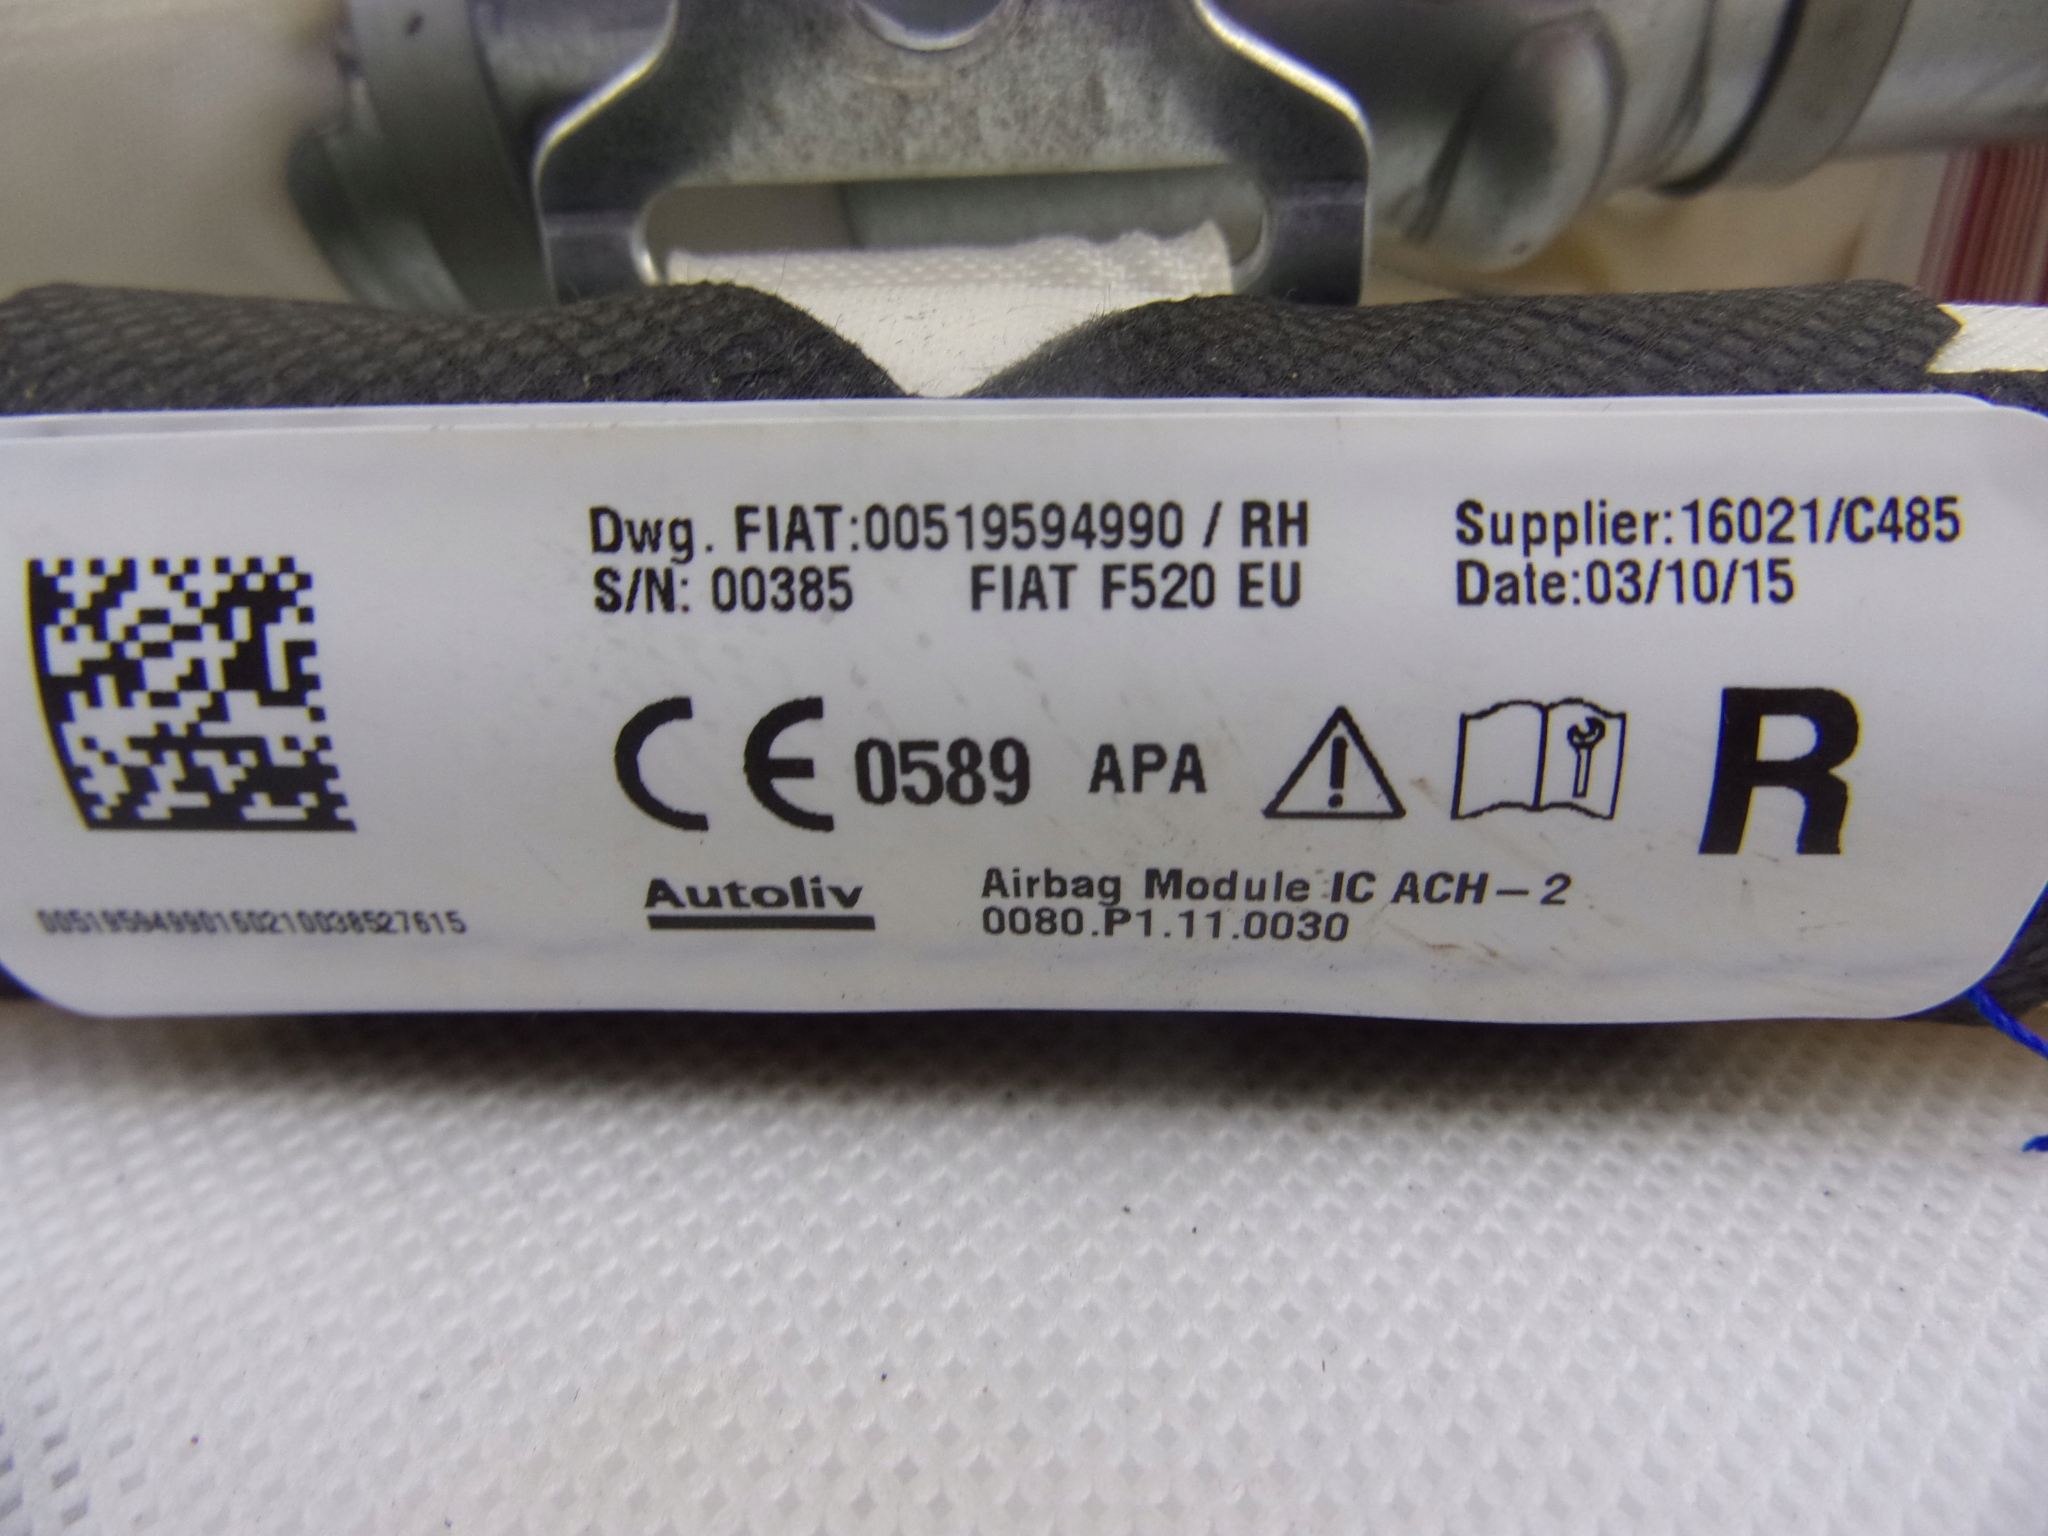 Dwg. FIAT:00519594990 / RH
Supplier:16021/C485
S/N: 00385 FIAT F520 EU
Date:03/10/15
CE 0589 APA
R
Autoliv
Airbag Module IC ACH-2
0080.P1.11.0030
00519594990160210038527615